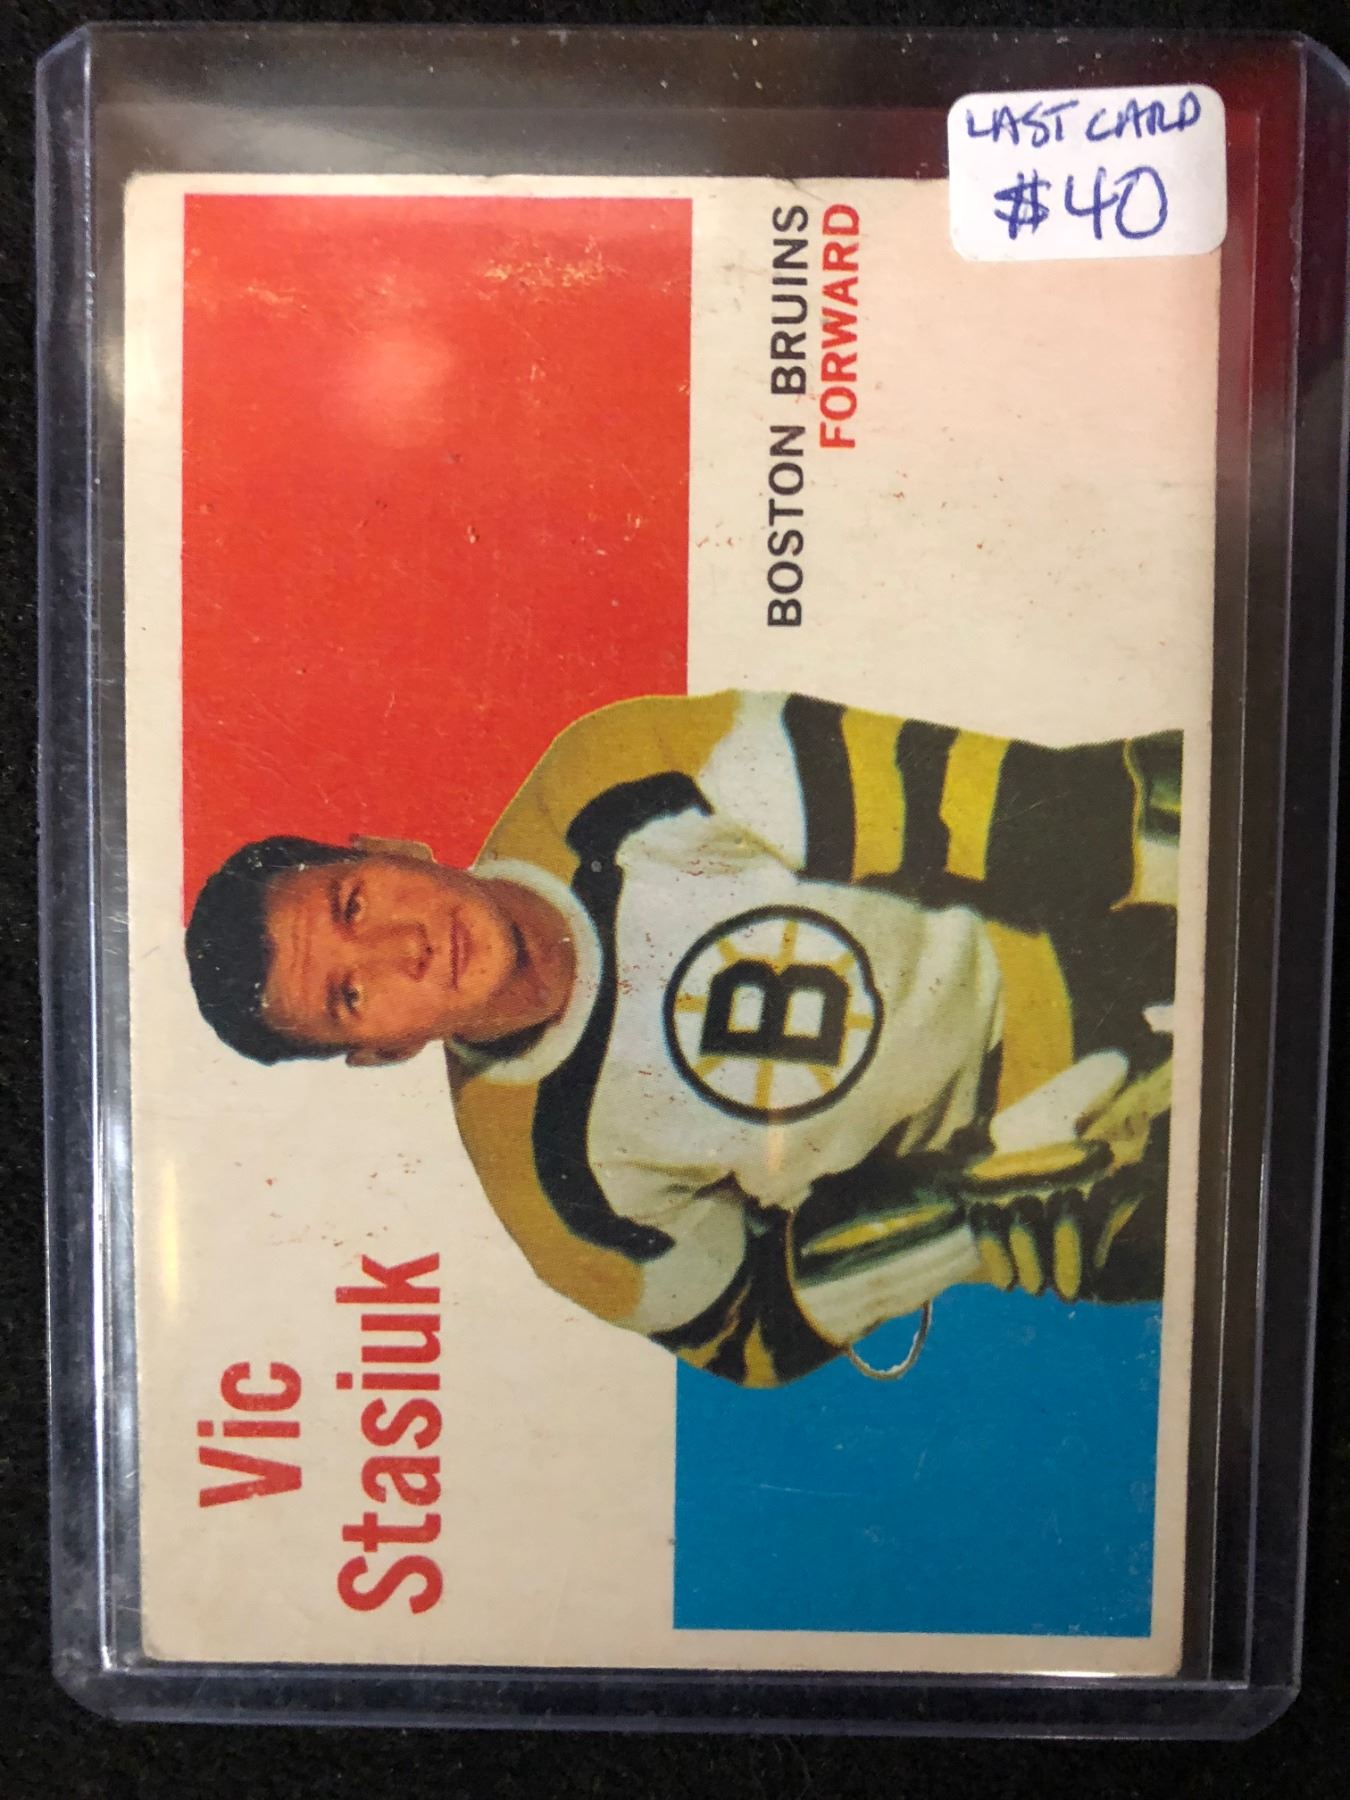 LAST CARD
$40
Vic
Stasiuk
BOSTON BRUINS
FORWARD
B